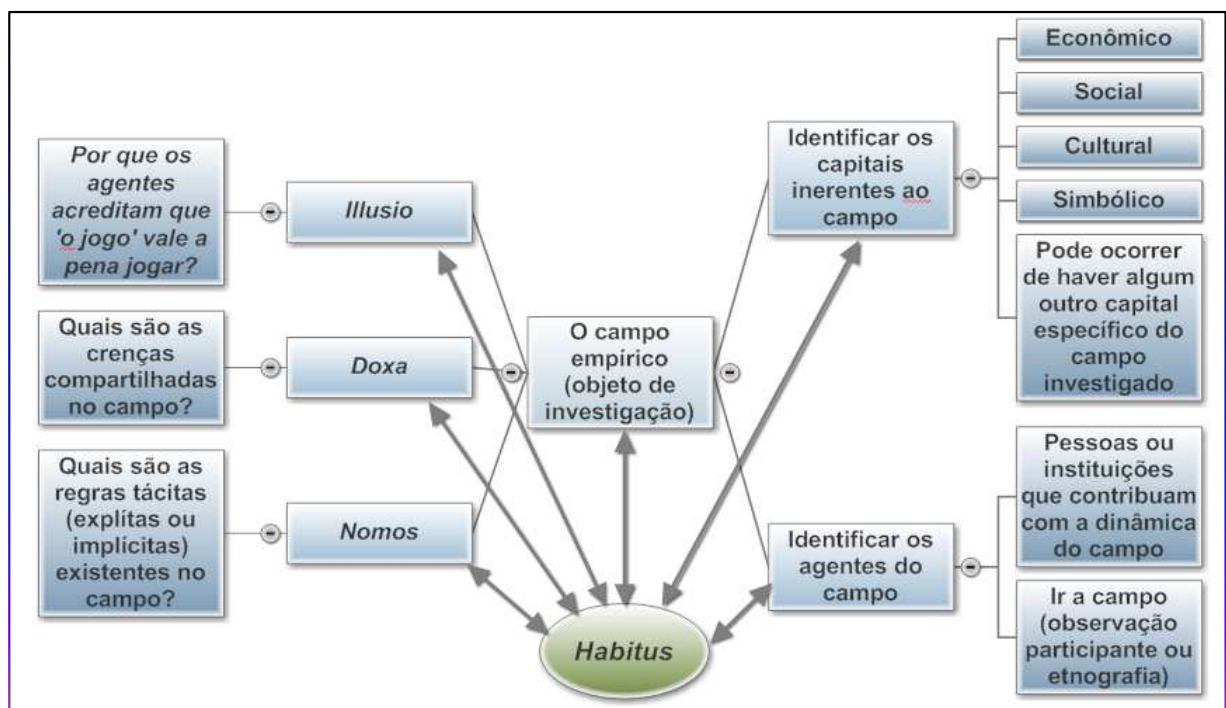 Por que os
agentes
acreditam que
'o jogo' vale a
pena jogar?
Illusio
Quais são as
crenças
compartilhadas
no campo?
Doxa
Quais são as
regras tácitas
(explítas ou
implícitas)
existentes no
campo?
Nomos
O campo
empírico
(objeto de
investigação)
Habitus
Identificar os
capitais
inerentes ao
campo
Econômico
Social
Cultural
Simbólico
Pode ocorrer
de haver algum
outro capital
específico do
campo
investigado
Identificar os
agentes do
campo
Pessoas ou
instituições
que contribuam
com a dinâmica
do campo
Ir a campo
(observação
participante ou
etnografia)